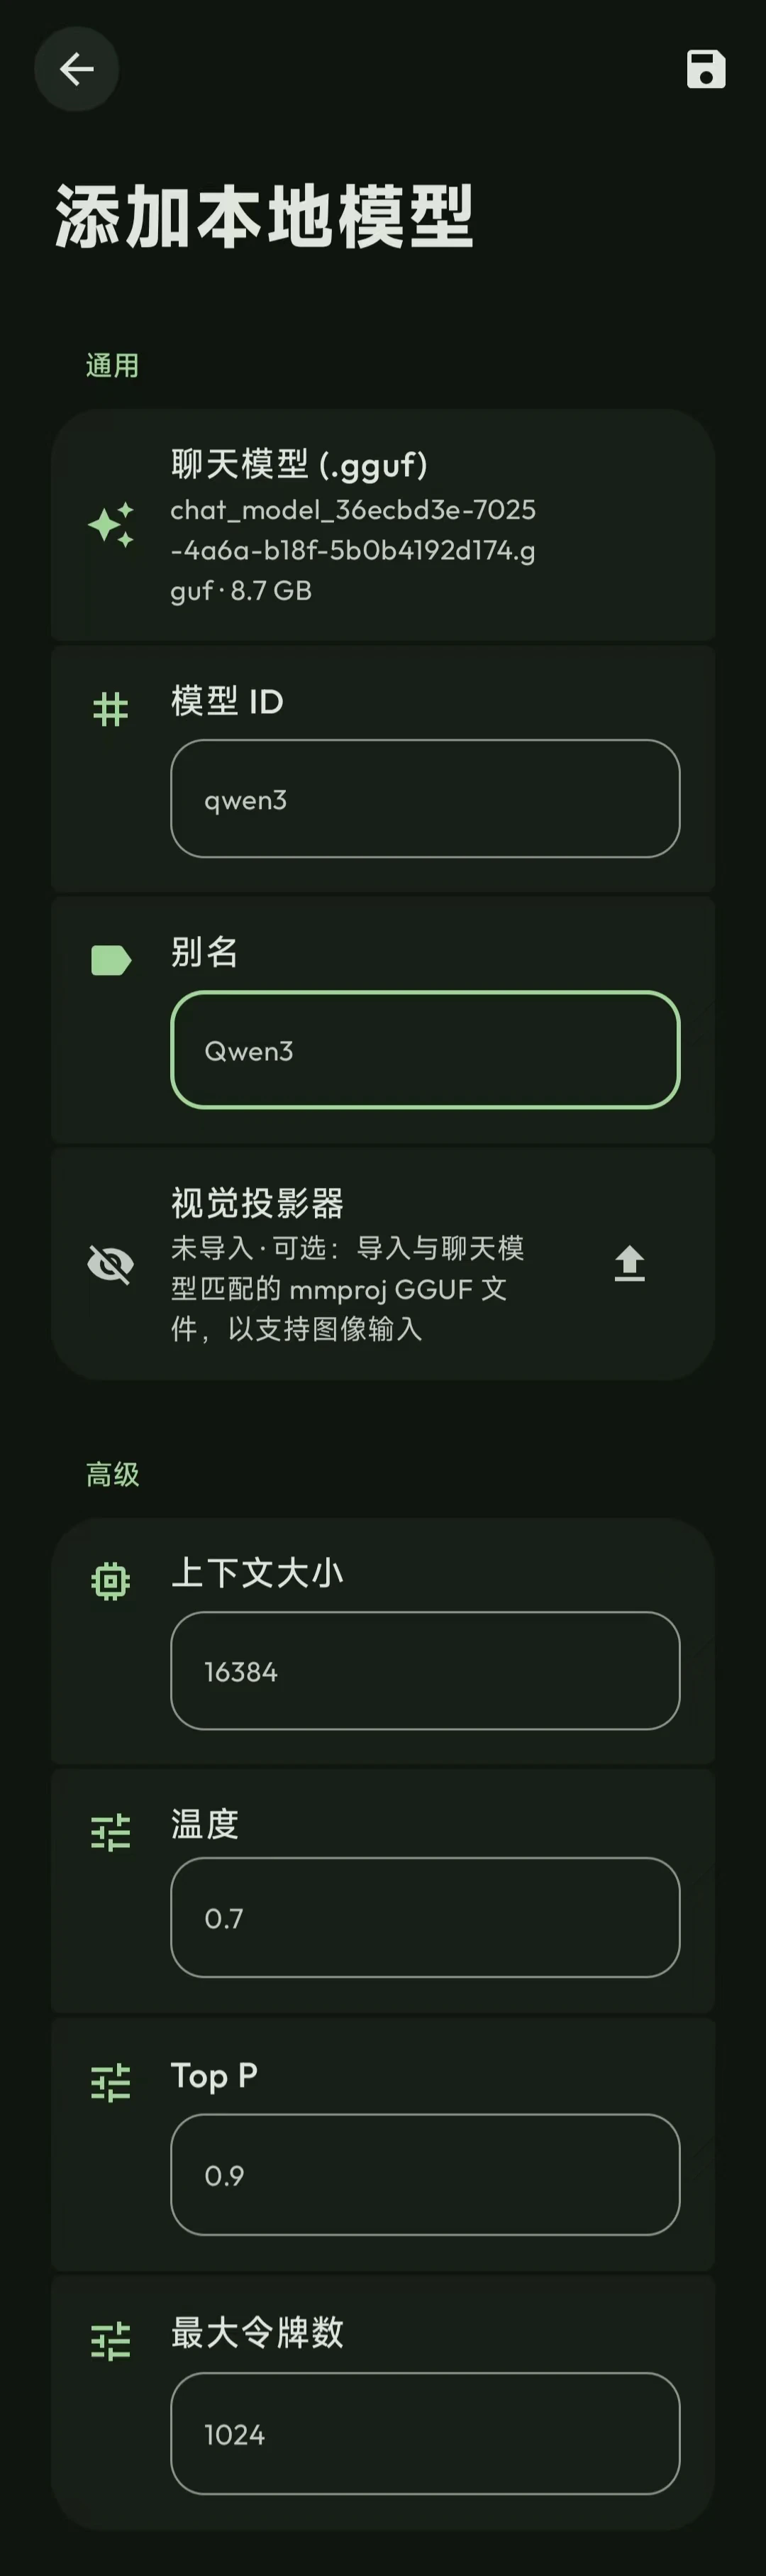 添加本地模型
通用
聊天模型 (.gguf)
chat_model_36ecbd3e-7025
-4a6a-b18f-5b0b4192d174.g
guf · 8.7 GB
模型 ID
qwen3
别名
Qwen3
视觉投影器
未导入 · 可选：导入与聊天模
型匹配的 mmproj GGUF 文
件，以支持图像输入
高级
上下文大小
16384
温度
0.7
Top P
0.9
最大令牌数
1024